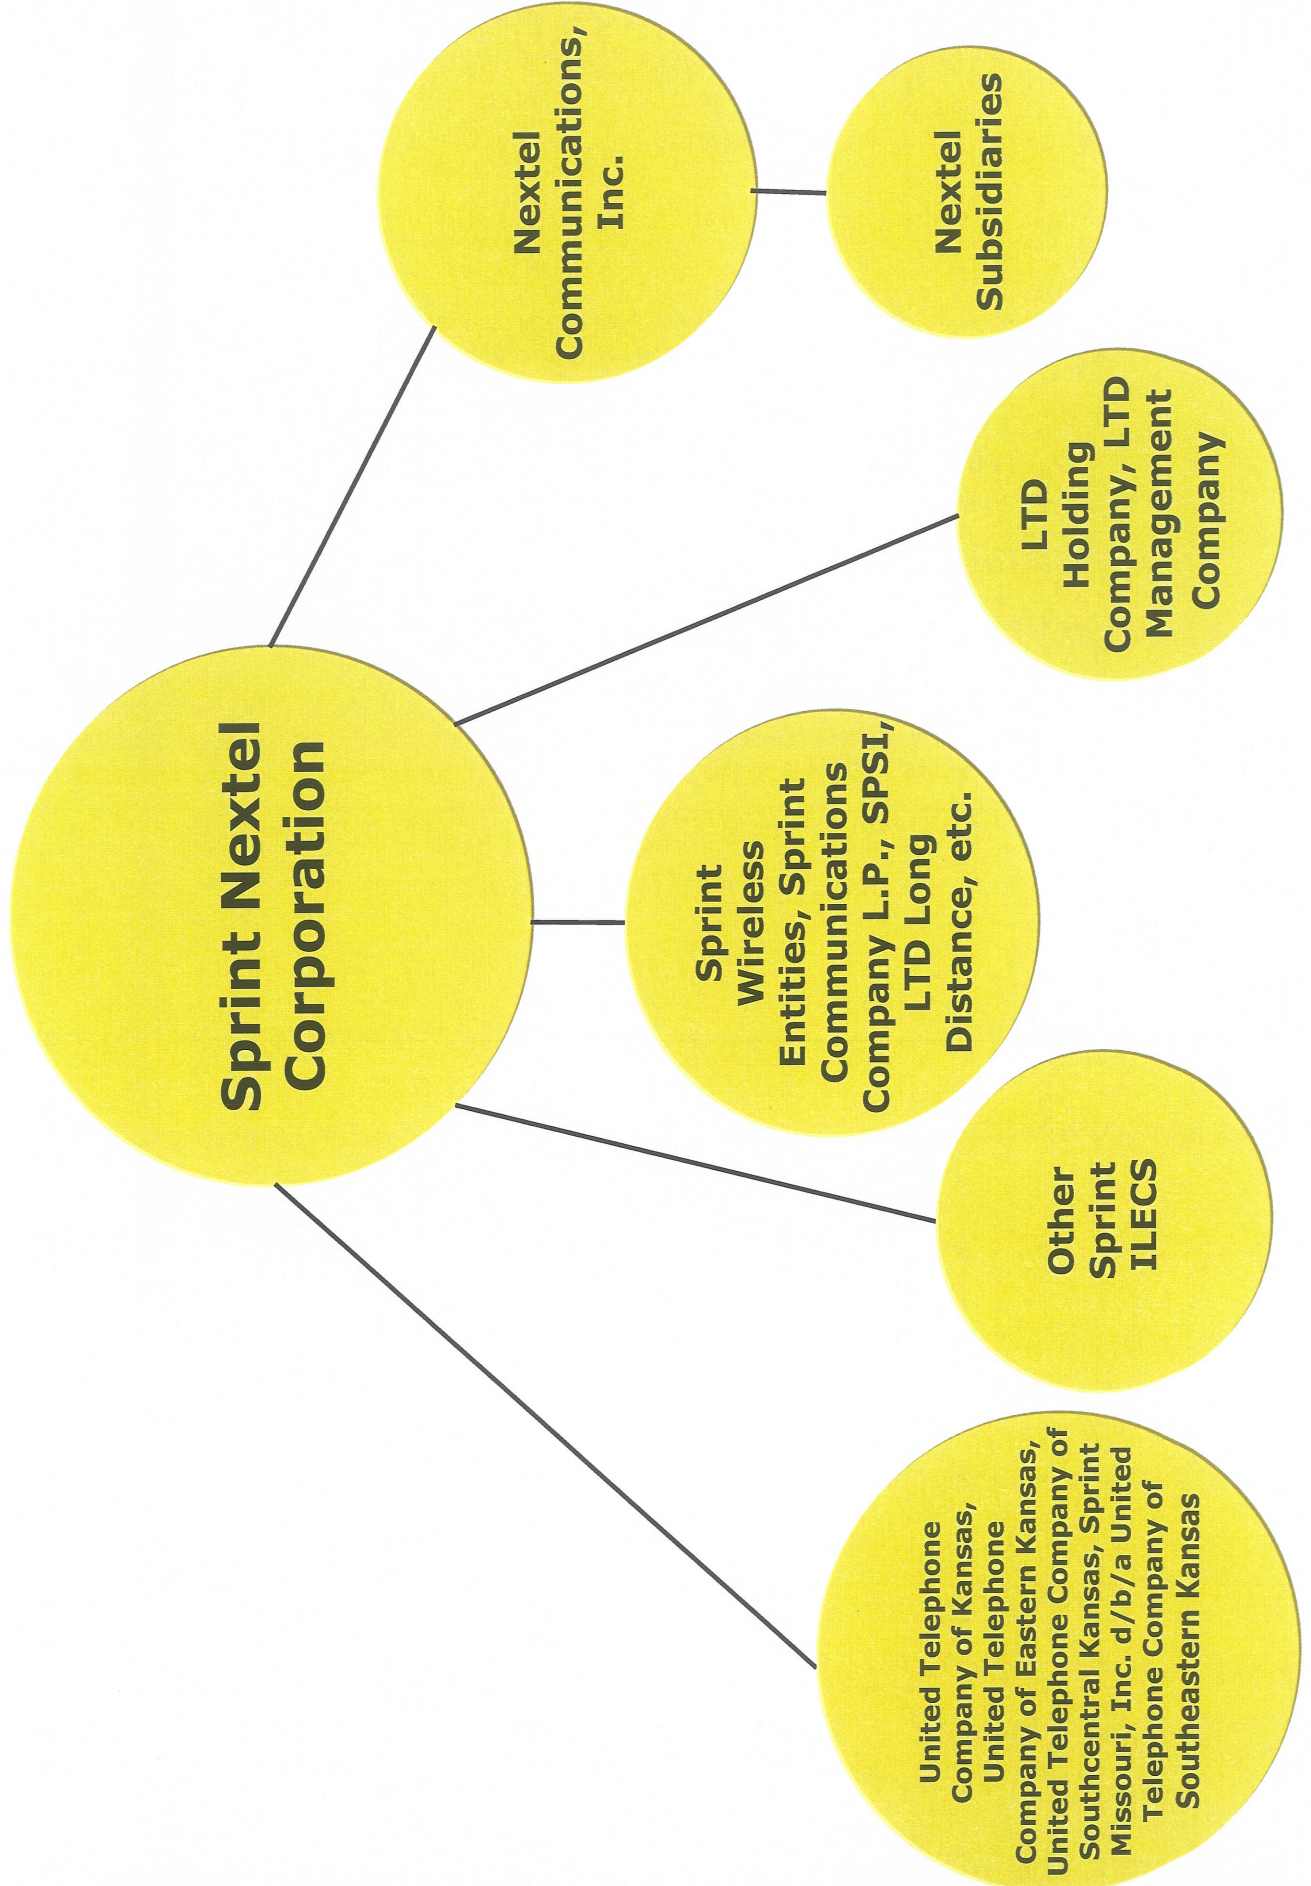 Sprint Nextel
Corporation
United Telephone
Company of Kansas,
United Telephone
Company of Eastern Kansas,
United Telephone Company of
Southcentral Kansas, Sprint
Missouri, Inc. d/b/a United
Telephone Company of
Southeastern Kansas
Other
Sprint
ILECS
Sprint
Wireless
Entities, Sprint
Communications
Company L.P., SPSI,
LTD Long
Distance, etc.
LTD
Holding
Company, LTD
Management
Company
Nextel
Communications,
Inc.
Nextel
Subsidiaries